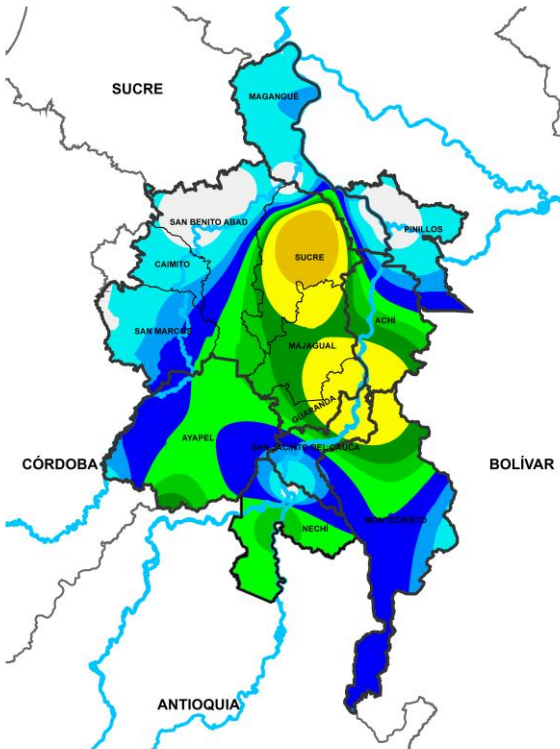 SUCRE
MAGANGUE
SAN BENITO ABAD
PINILLOS
CAIMITO
SUCRE
SAN MARCOS
ACHÍ
MAJAGUAL
GUARANDA
AYAPEL
SAN JACINTO DEL CAUCA
CÓRDOBA
BOLÍVAR
MONTECRISTO
NECHÍ
ANTIOQUIA